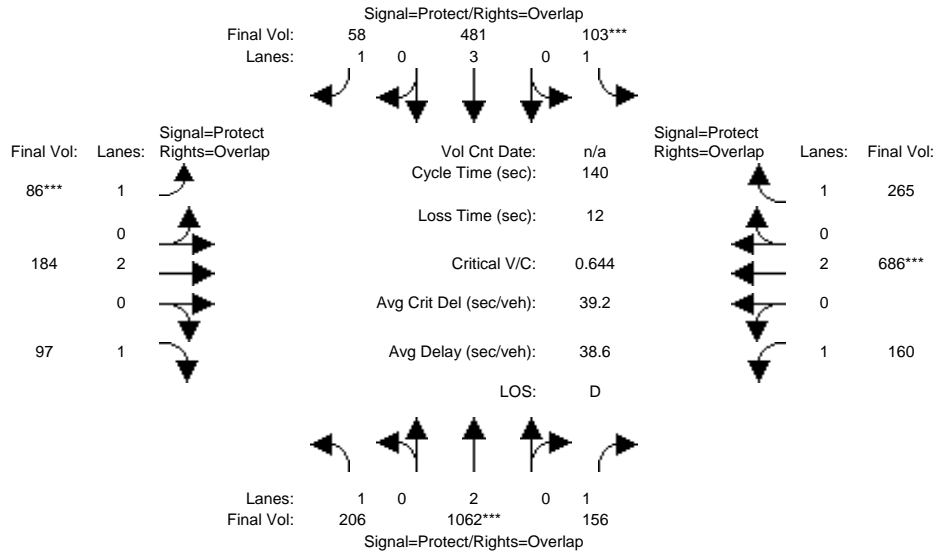 Signal=Protect/Rights=Overlap
Final Vol: 58 481 103***
Lanes: 1 0 3 0 1
Signal=Protect Signal=Protect
Final Vol: Lanes: Rights=Overlap Vol Cnt Date: n/a Rights=Overlap Lanes: Final Vol:
Cycle Time (sec): 140
86*** 1 1 265
Loss Time (sec): 12
0 0
184 2 Critical V/C: 0.644 2 686***
0 Avg Crit Del (sec/veh): 39.2 0
97 1 Avg Delay (sec/veh): 38.6 1 160
LOS: D
Lanes: 1 0 2 0 1
Final Vol: 206 1062*** 156
Signal=Protect/Rights=Overlap